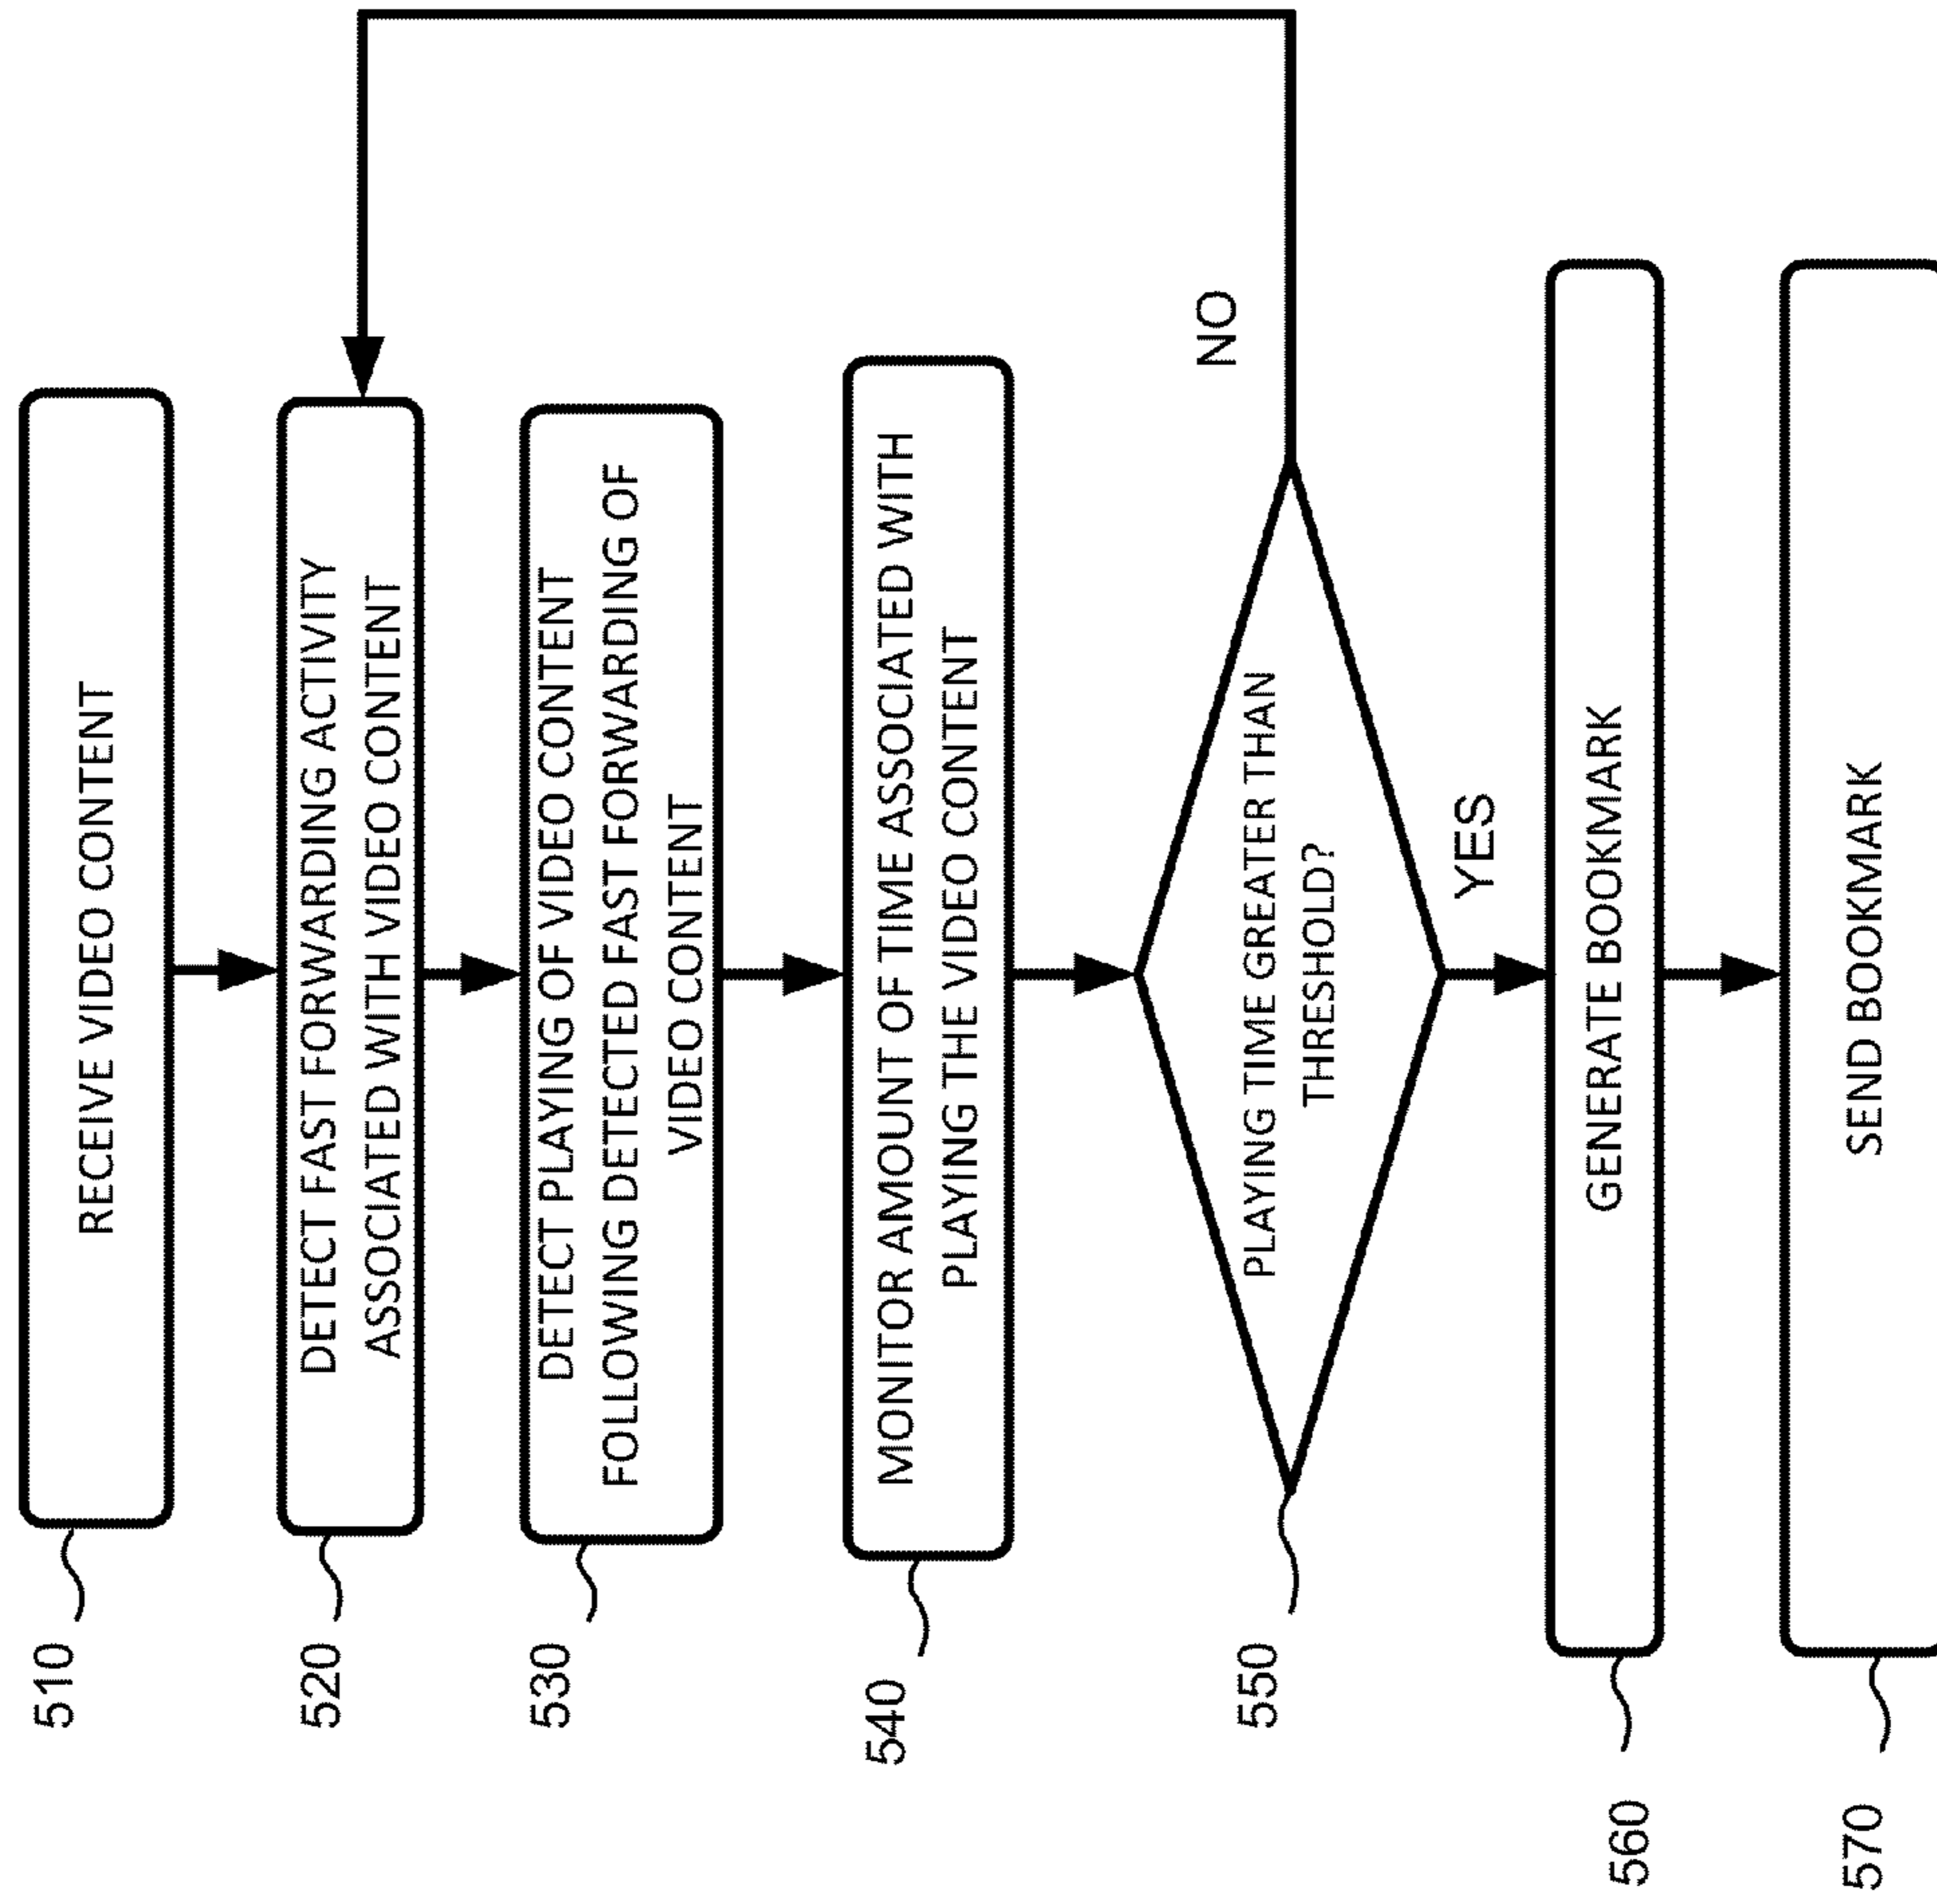 510
RECEIVE VIDEO CONTENT
520
DETECT FAST FORWARDING ACTIVITY
ASSOCIATED WITH VIDEO CONTENT
530
DETECT PLAYING OF VIDEO CONTENT
FOLLOWING DETECTED FAST FORWARDING OF
VIDEO CONTENT
540
MONITOR AMOUNT OF TIME ASSOCIATED WITH
PLAYING THE VIDEO CONTENT
550
PLAYING TIME GREATER THAN
THRESHOLD?
NO
YES
560
GENERATE BOOKMARK
570
SEND BOOKMARK